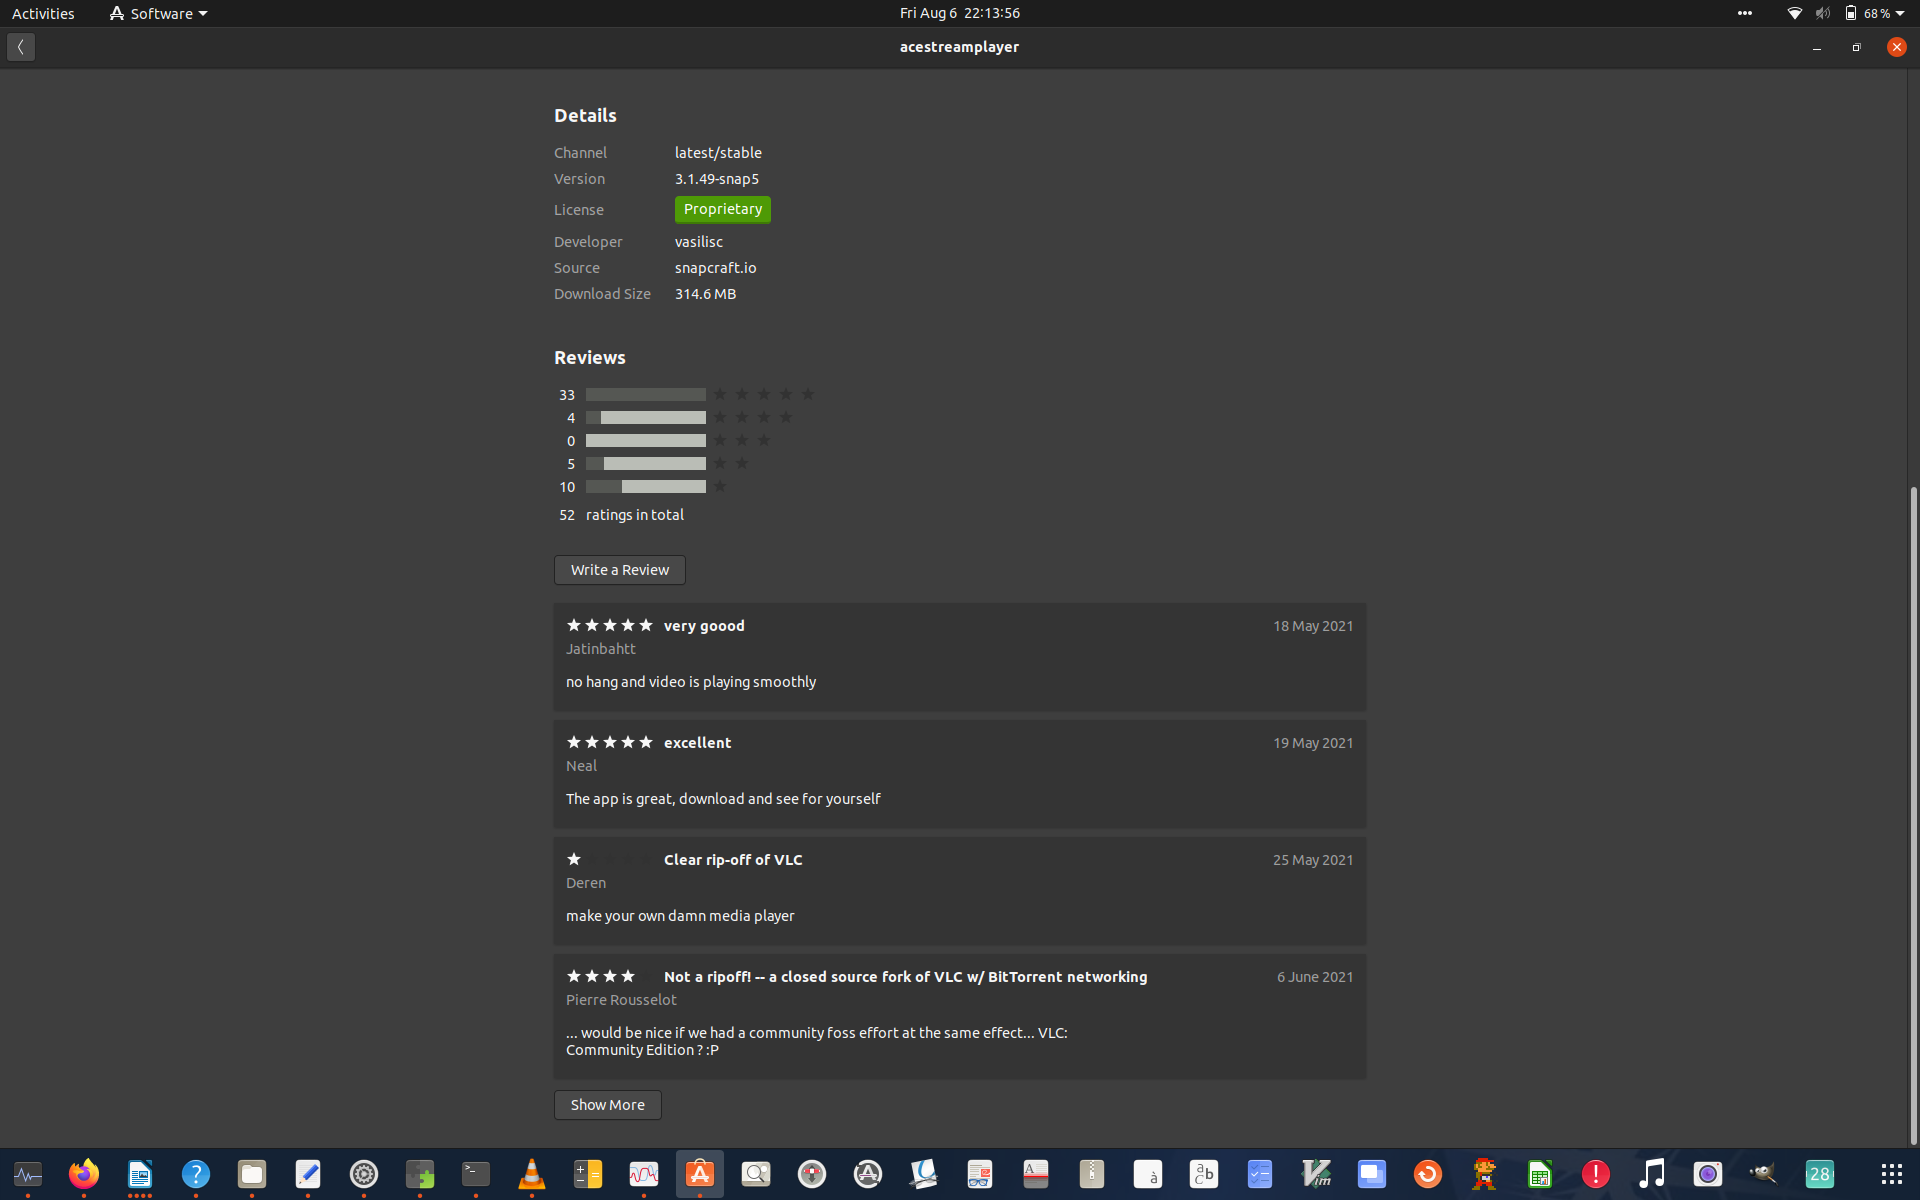 Activities
Software
Fri Aug 6 22:13:56
68 %
acestreamplayer
Details
Channel latest/stable
Version 3.1.49-snap5
License Proprietary
Developer vasilisc
Source snapcraft.io
Download Size 314.6 MB
Reviews
33
4
0
5
10
52 ratings in total
Write a Review
very goood 18 May 2021
Jatinbahtt
no hang and video is playing smoothly
excellent 19 May 2021
Neal
The app is great, download and see for yourself
Clear rip-off of VLC 25 May 2021
Deren
make your own damn media player
Not a ripoff! -- a closed source fork of VLC w/ BitTorrent networking 6 June 2021
Pierre Rousselot
... would be nice if we had a community foss effort at the same effect... VLC:
Community Edition ? :P
Show More
28